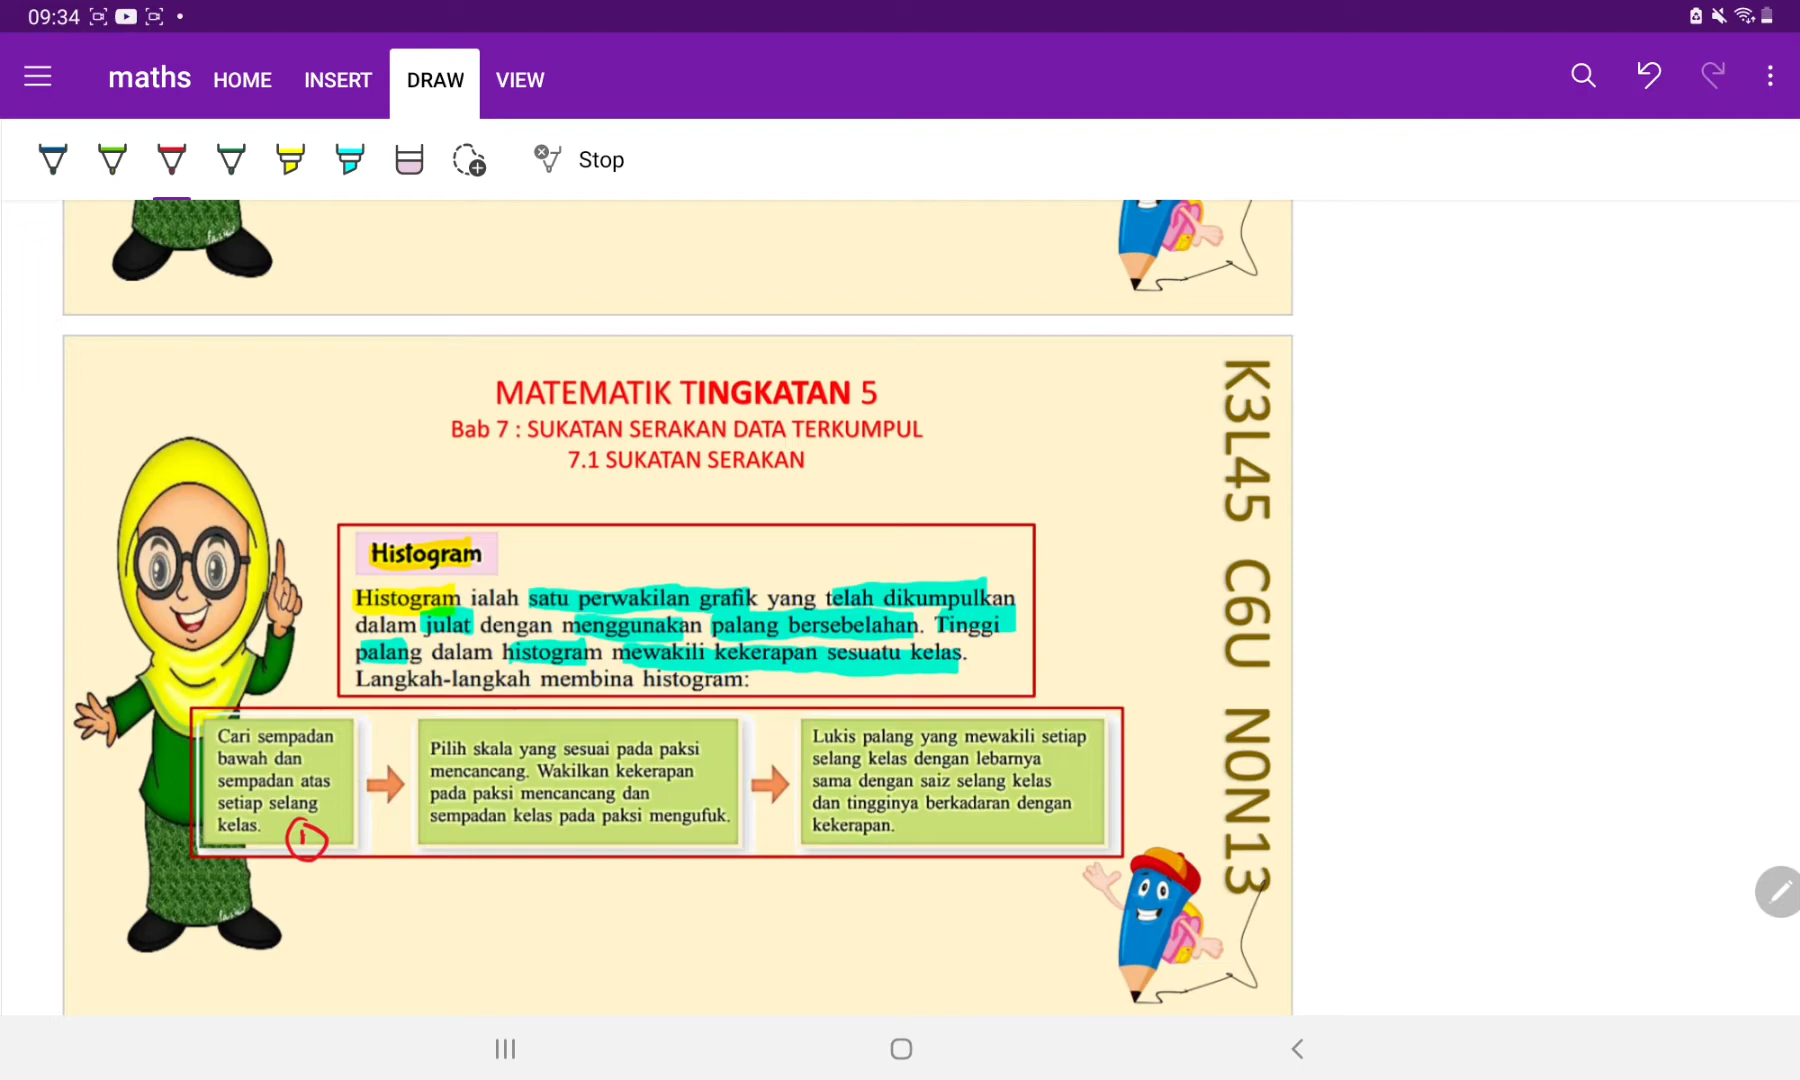 09:34
maths HOME INSERT DRAW VIEW
Stop
MATEMATIK TINGKATAN 5
Bab 7 : SUKATAN SERAKAN DATA TERKUMPUL
7.1 SUKATAN SERAKAN
Histogram
Histogram ialah satu perwakilan grafik yang telah dikumpulkan
dalam julat dengan menggunakan palang bersebelahan. Tinggi
palang dalam histogram mewakili kekerapan sesuatu kelas.
Langkah-langkah membina histogram:
Cari sempadan
bawah dan
sempadan atas
setiap selang
kelas.
1
Pilih skala yang sesuai pada paksi
mencancang. Wakilkan kekerapan
pada paksi mencancang dan
sempadan kelas pada paksi mengufuk.
Lukis palang yang mewakili setiap
selang kelas dengan lebarnya
sama dengan saiz selang kelas
dan tingginya berkadaran dengan
kekerapan.
K3L45 C6U N0N13